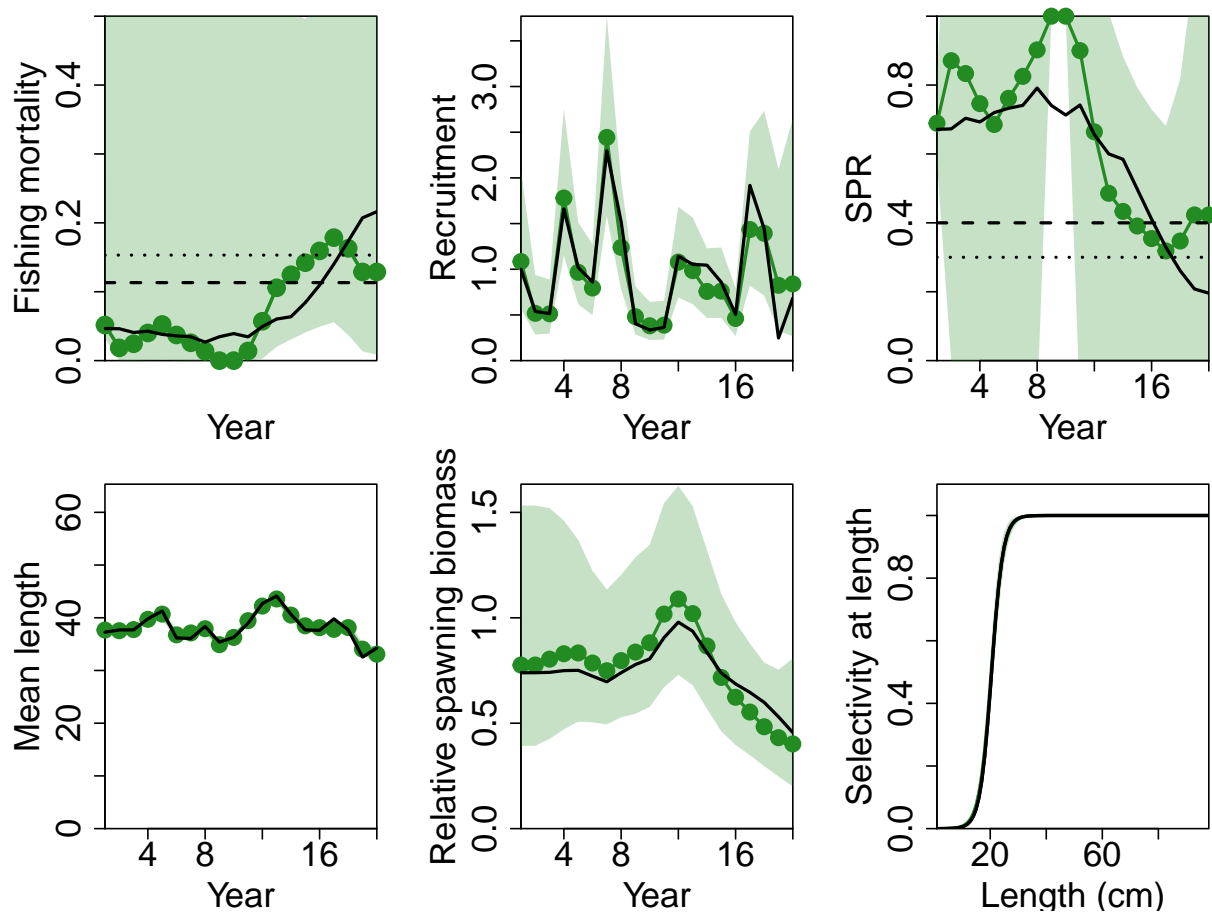 Fishing mortality
0.0 0.2 0.4
Year
Recruitment
0.0 1.0 2.0 3.0
4 8 16
Year
SPR
0.0 0.4 0.8
4 8 16
Year
Mean length
0 20 40 60
4 8 16
Year
Relative spawning biomass
0.0 0.5 1.0 1.5
4 8 16
Year
Selectivity at length
0.0 0.4 0.8
20 60
Length (cm)